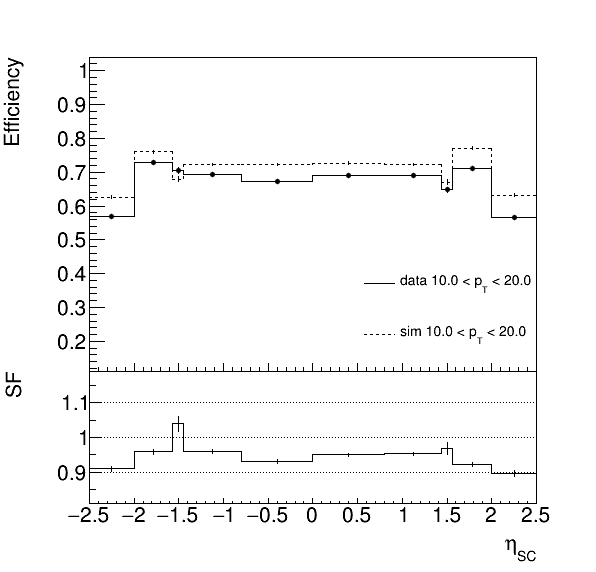 Efficiency
1
0.9
0.8
0.7
0.6
0.5
0.4
0.3
0.2
data 10.0 < p_T < 20.0
sim 10.0 < p_T < 20.0
SF
1.1
1
0.9
−2.5 −2 −1.5 −1 −0.5 0 0.5 1 1.5 2 2.5
η_SC